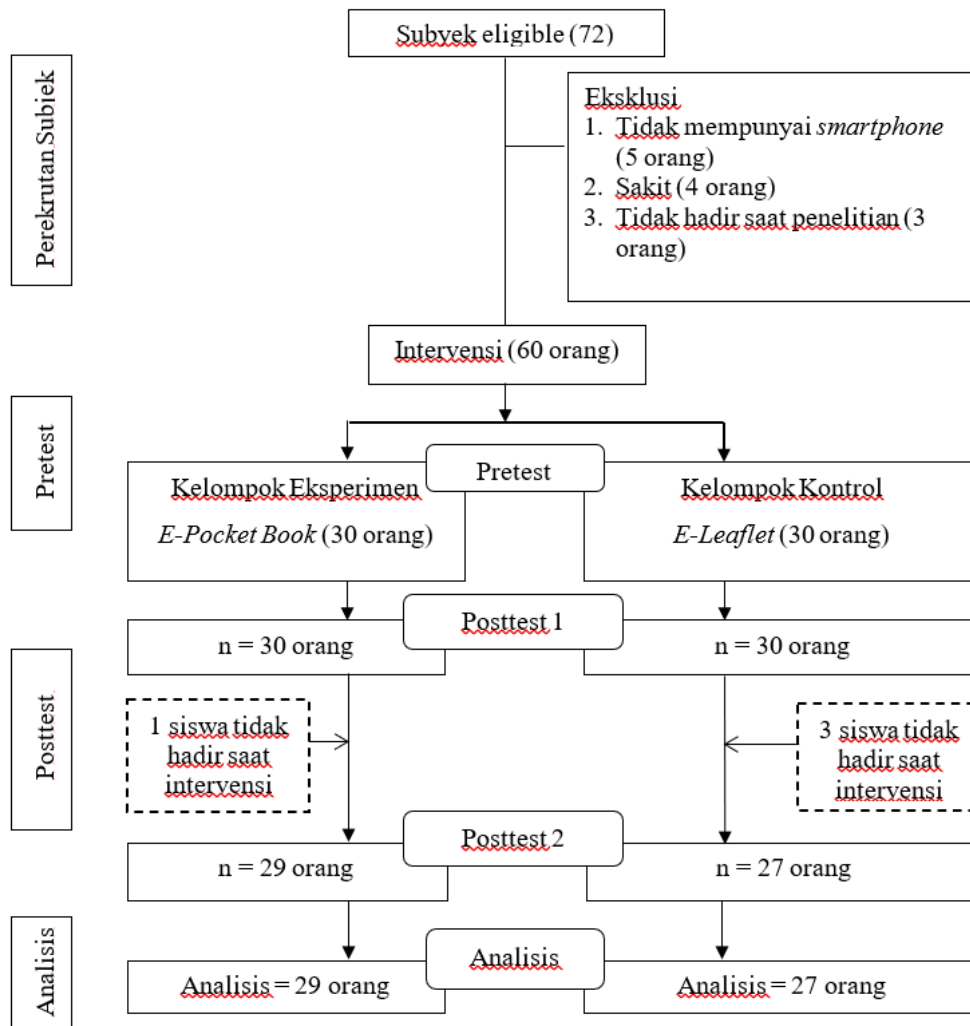 Subyek eligible (72)
Perekrutan Subjek
Eksklusi
1. Tidak mempunyai smartphone
(5 orang)
2. Sakit (4 orang)
3. Tidak hadir saat penelitian (3
orang)
Intervensi (60 orang)
Pretest
Pretest
Kelompok Eksperimen
E-Pocket Book (30 orang)
Kelompok Kontrol
E-Leaflet (30 orang)
Posttest
Posttest 1
n = 30 orang
n = 30 orang
1 siswa tidak
hadir saat
intervensi
3 siswa tidak
hadir saat
intervensi
Posttest 2
n = 29 orang
n = 27 orang
Analisis
Analisis
Analisis = 29 orang
Analisis = 27 orang